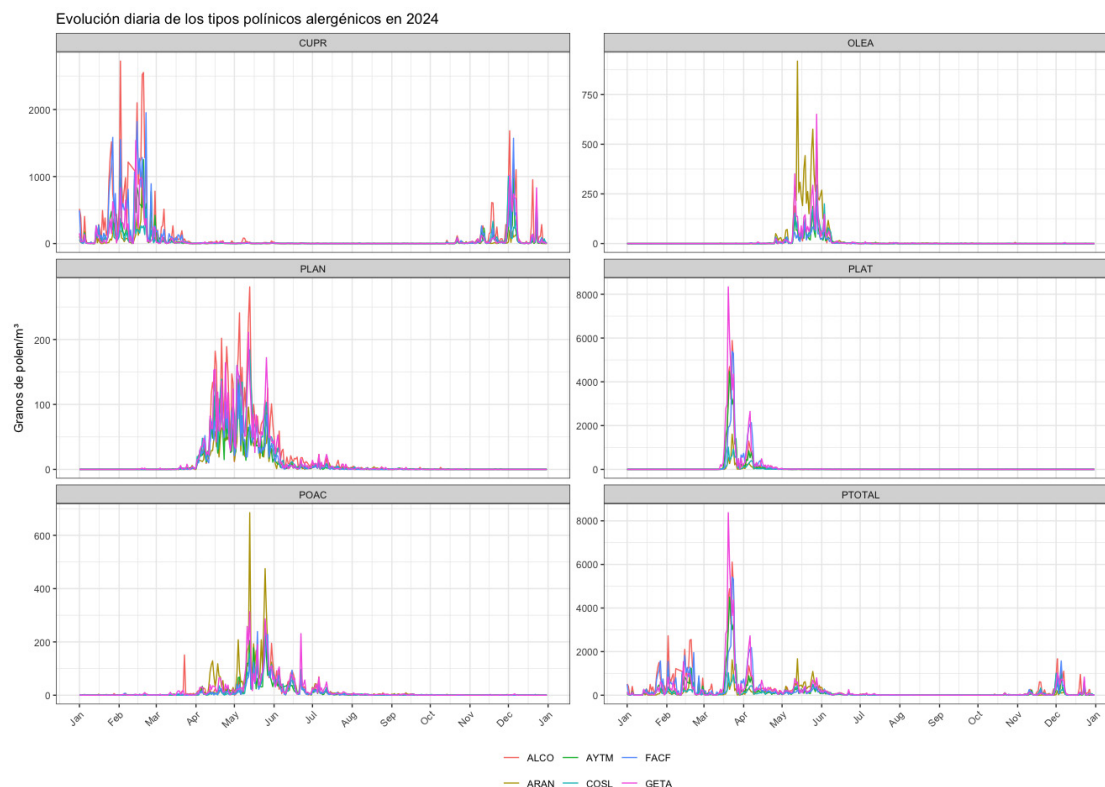 Evolución diaria de los tipos polínicos alergénicos en 2024
CUPR
OLEA
2000
1000
0
750
500
250
0
PLAN
PLAT
200
100
0
8000
6000
4000
2000
0
Granos de polen/m³
POAC
PTOTAL
600
400
200
0
8000
6000
4000
2000
0
Jan Feb Mar Apr May Jun Jul Aug Sep Oct Nov Dec Jan
Jan Feb Mar Apr May Jun Jul Aug Sep Oct Nov Dec Jan
ALCO AYTM FACF
ARAN COSL GETA